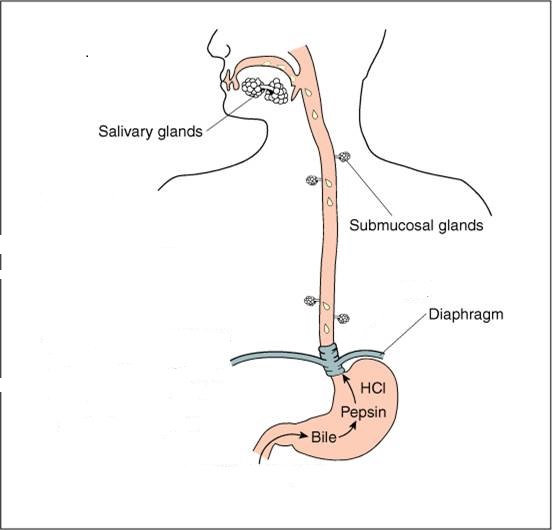 Salivary glands
Submucosal glands
Diaphragm
HCl
Pepsin
Bile